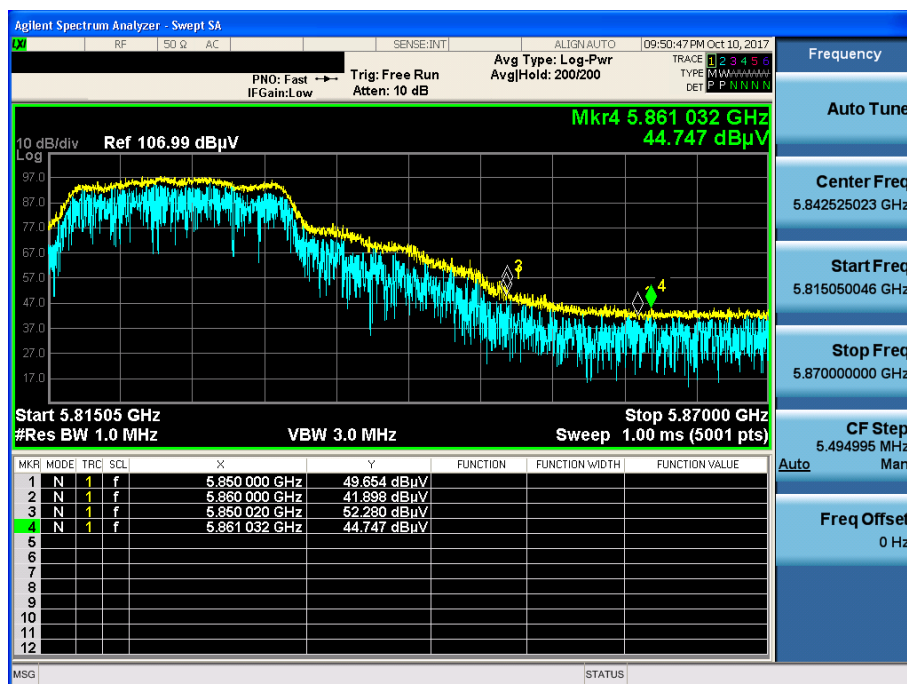 Agilent Spectrum Analyzer - Swept SA
LXI RF 50 Ω AC SENSE:INT ALIGN AUTO 09:50:47 PM Oct 10, 2017
Frequency
Avg Type: Log-Pwr TRACE 1 2 3 4 5 6
PNO: Fast Trig: Free Run Avg|Hold: 200/200 TYPE M W W W W W
IFGain:Low Atten: 10 dB DET P P N N N N
Auto Tune
Mkr4 5.861 032 GHz
44.747 dBµV
10 dB/div Ref 106.99 dBµV
Log
97.0
87.0
77.0
67.0
57.0
47.0
37.0
27.0
17.0
3
4
Center Freq
5.842525023 GHz
Start Freq
5.815050046 GHz
Stop Freq
5.870000000 GHz
Start 5.81505 GHz Stop 5.87000 GHz
#Res BW 1.0 MHz VBW 3.0 MHz Sweep 1.00 ms (5001 pts)
CF Step
5.494995 MHz
Auto Man
MKR MODE TRC SCL X Y FUNCTION FUNCTION WIDTH FUNCTION VALUE
1 N 1 f 5.850 000 GHz 49.654 dBµV
2 N 1 f 5.860 000 GHz 41.898 dBµV
3 N 1 f 5.850 020 GHz 52.280 dBµV
4 N 1 f 5.861 032 GHz 44.747 dBµV
5
6
7
8
9
10
11
12
Freq Offset
0 Hz
MSG STATUS